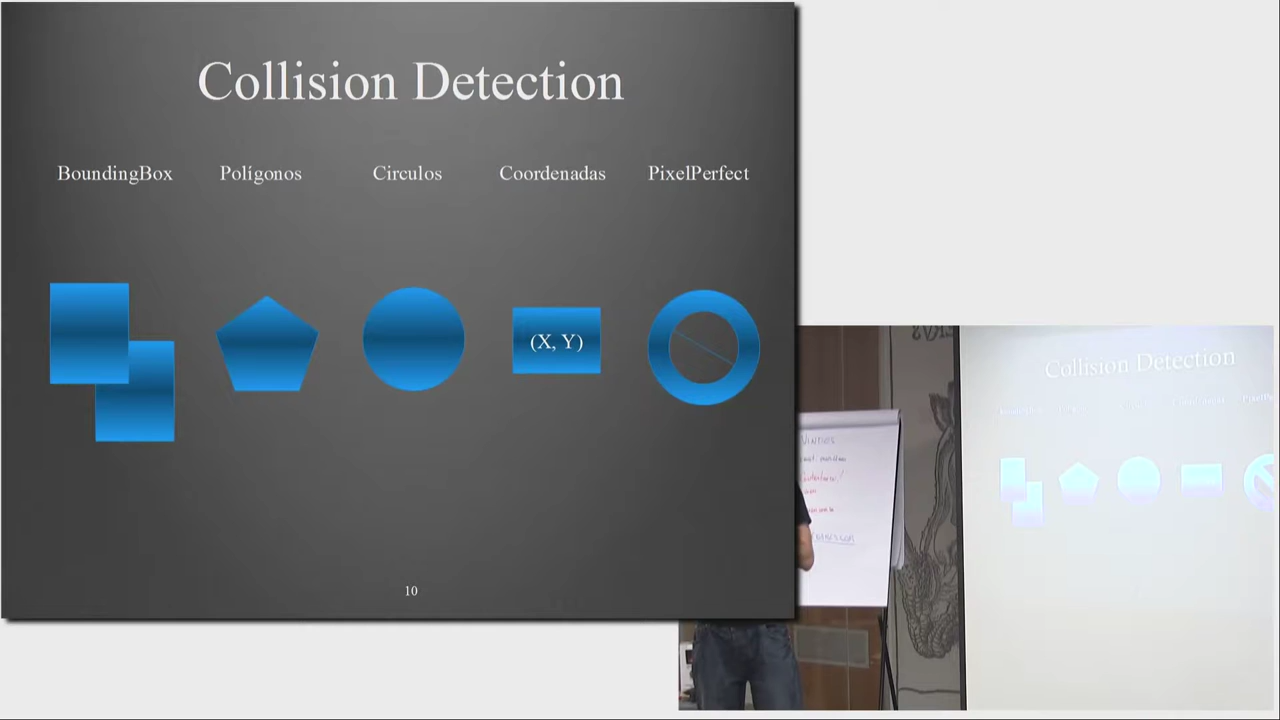 Collision Detection
BoundingBox Polígonos Circulos Coordenadas PixelPerfect
(X, Y)
10
Collision Detection